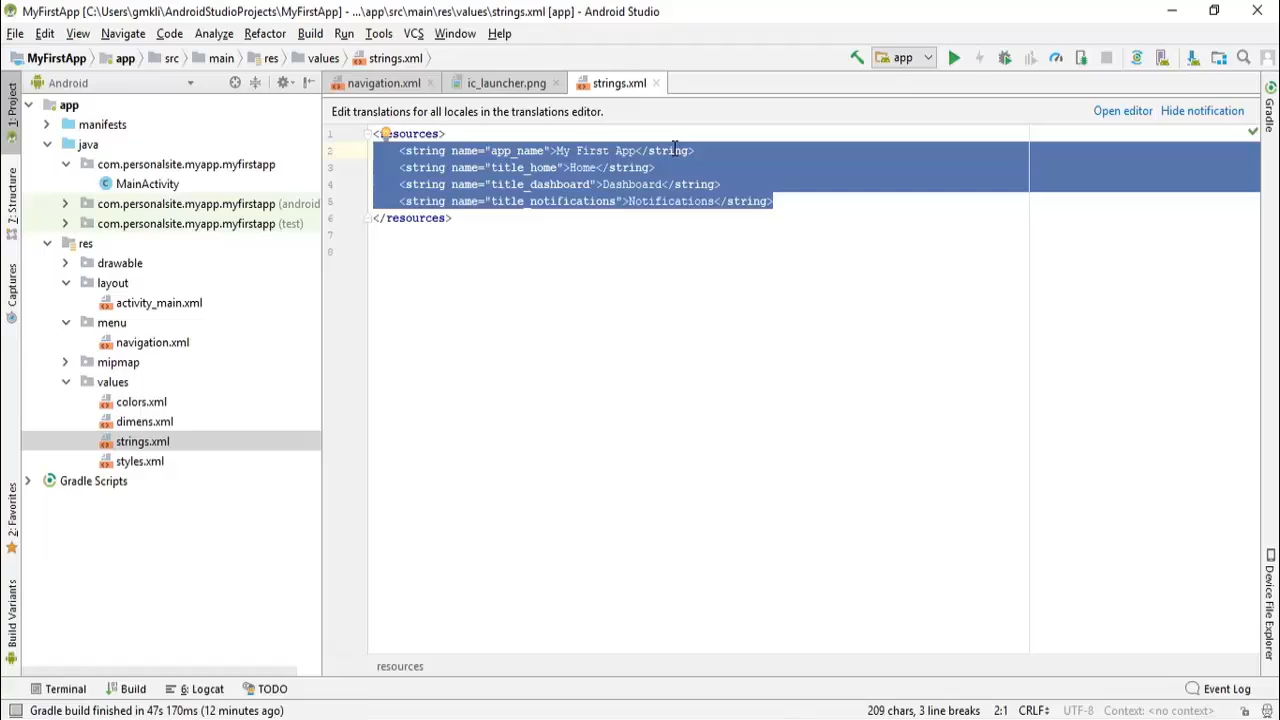 MyFirstApp [C:\Users\gmkli\AndroidStudioProjects\MyFirstApp] - ...\app\src\main\res\values\strings.xml [app] - Android Studio
File Edit View Navigate Code Analyze Refactor Build Run Tools VCS Window Help
MyFirstApp app src main res values strings.xml app
Android navigation.xml ic_launcher.png strings.xml
Edit translations for all locales in the translations editor. Open editor Hide notification
1: Project
7: Structure
Captures
2: Favorites
Build Variants
app
manifests
java
com.personalsite.myapp.myfirstapp
MainActivity
com.personalsite.myapp.myfirstapp (android
com.personalsite.myapp.myfirstapp (test)
res
drawable
layout
activity_main.xml
menu
navigation.xml
mipmap
values
colors.xml
dimens.xml
strings.xml
styles.xml
Gradle Scripts
1 <resources>
2 <string name="app_name">My First App</string>
3 <string name="title_home">Home</string>
4 <string name="title_dashboard">Dashboard</string>
5 <string name="title_notifications">Notifications</string>
6 </resources>
7
8
resources
Gradle
Device File Explorer
Terminal Build 6: Logcat TODO Event Log
Gradle build finished in 47s 170ms (12 minutes ago) 209 chars, 3 line breaks 2:1 CRLF UTF-8 Context: <no context>